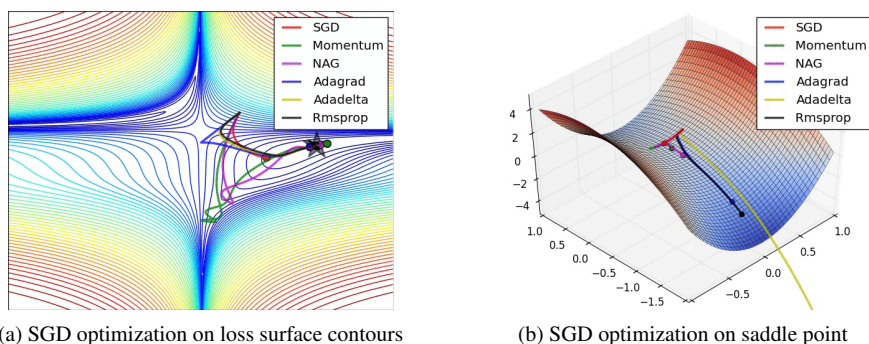 SGD
Momentum
NAG
Adagrad
Adadelta
Rmsprop
SGD
Momentum
NAG
Adagrad
Adadelta
Rmsprop
4
2
0
−2
−4
1.0
0.5
0.0
−0.5
−1.0
−1.5
−0.5
0.0
0.5
1.0
(a) SGD optimization on loss surface contours
(b) SGD optimization on saddle point